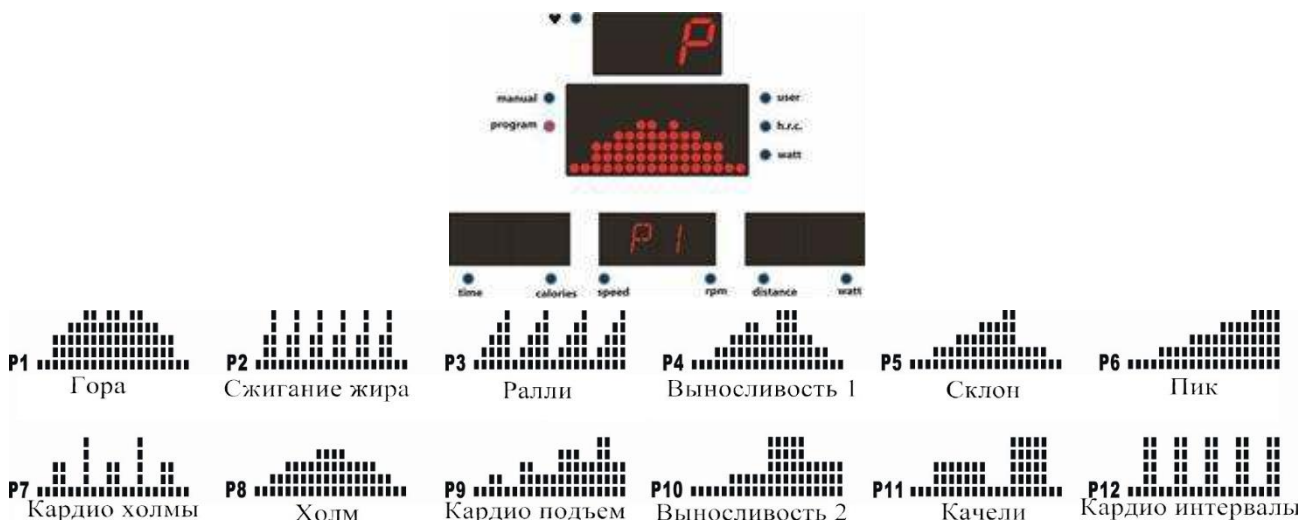 P
manual
user
program
h.r.c.
watt
P 1
time calories speed rpm distance watt
P1 P2 P3 P4 P5 P6
Гора Сжигание жира Ралли Выносливость 1 Склон Пик
P7 P8 P9 P10 P11 P12
Кардио холмы Холм Кардио подъем Выносливость 2 Качели Кардио интервалы